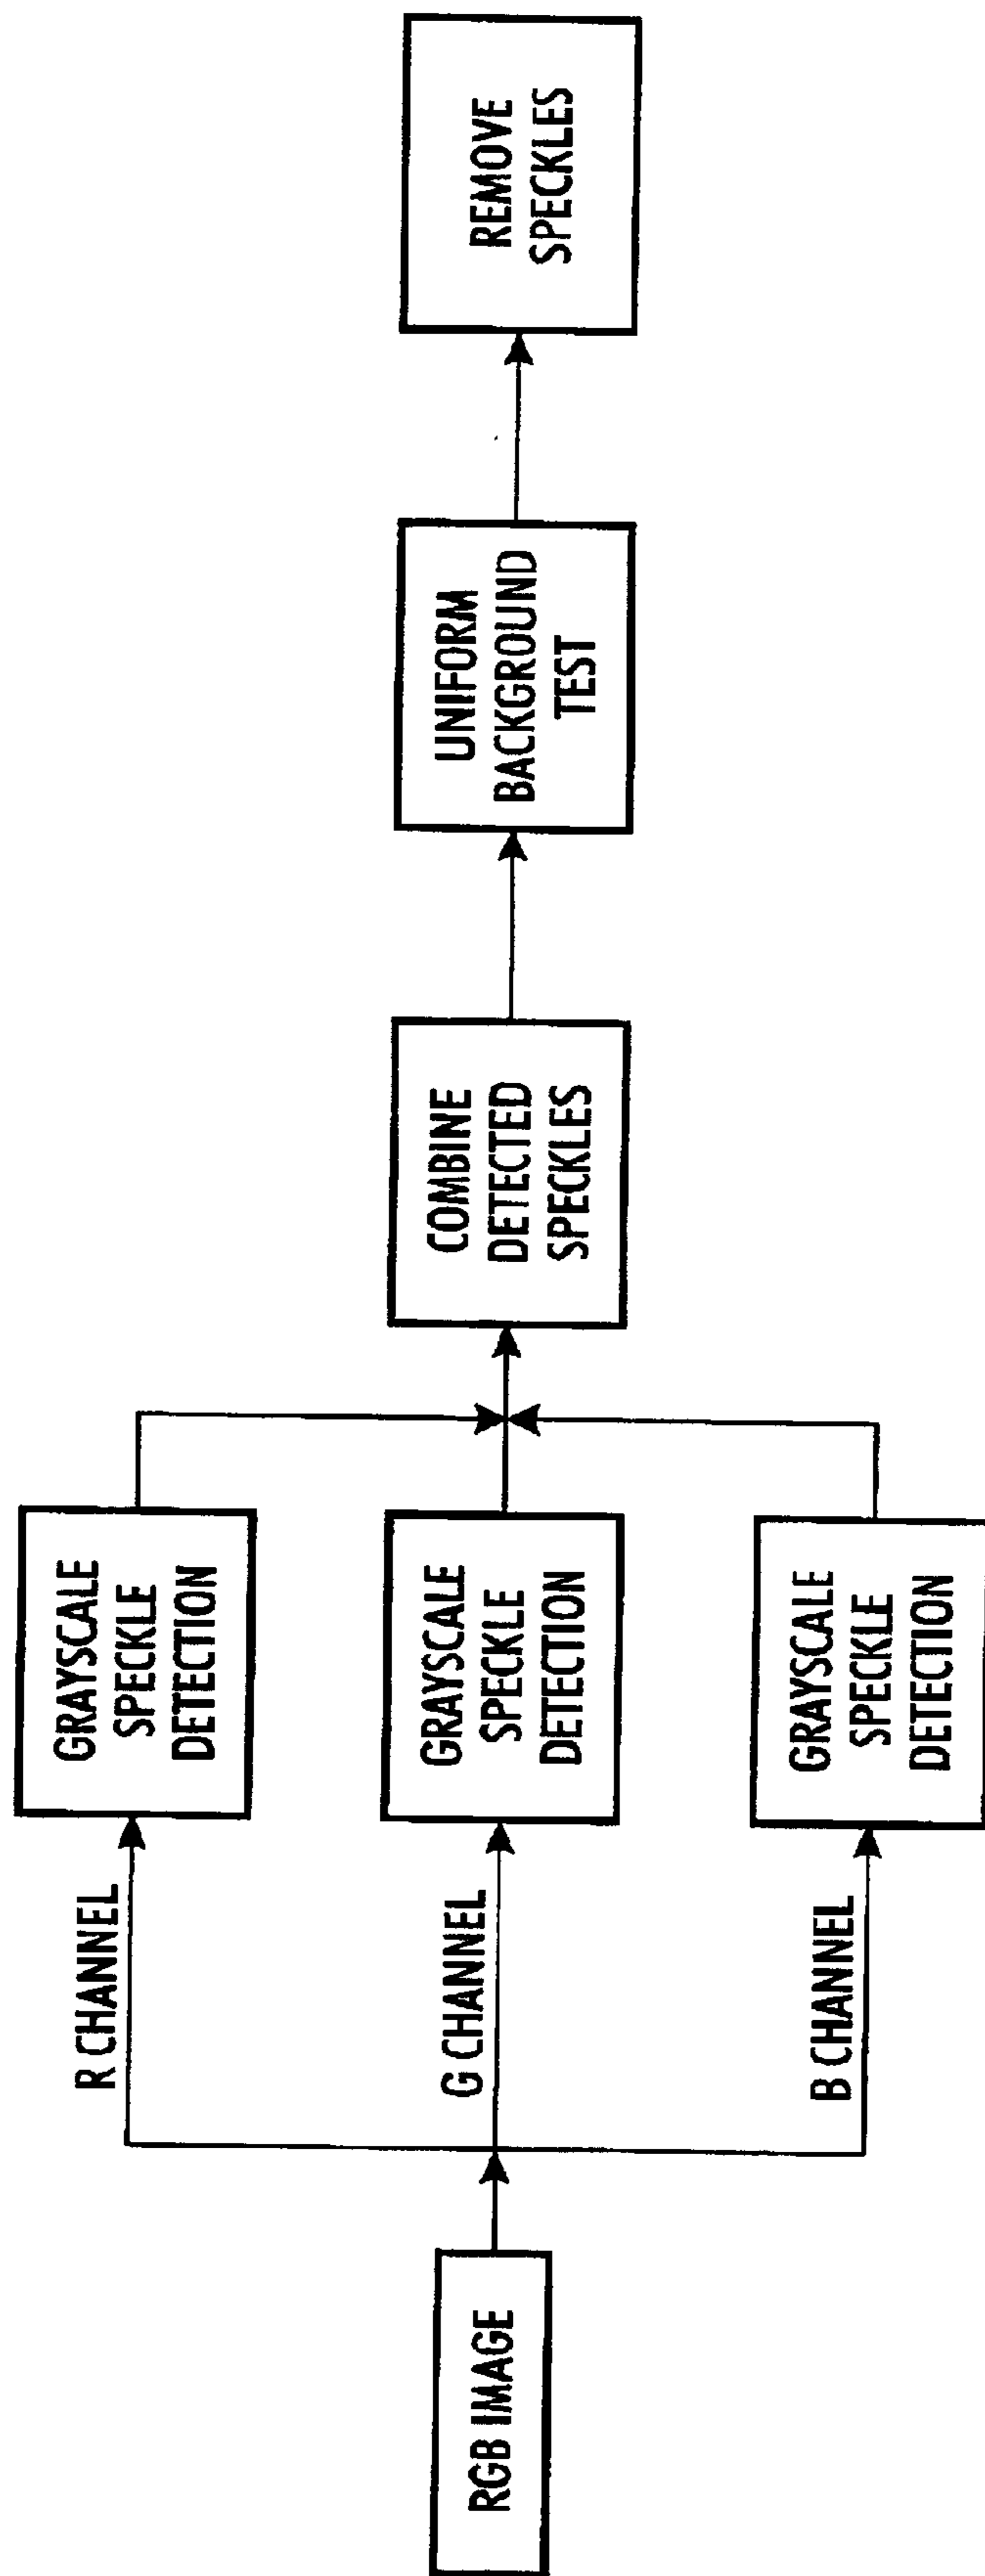 RGB IMAGE
R CHANNEL
G CHANNEL
B CHANNEL
GRAYSCALE
SPECKLE
DETECTION
GRAYSCALE
SPECKLE
DETECTION
GRAYSCALE
SPECKLE
DETECTION
COMBINE
DETECTED
SPECKLES
UNIFORM
BACKGROUND
TEST
REMOVE
SPECKLES